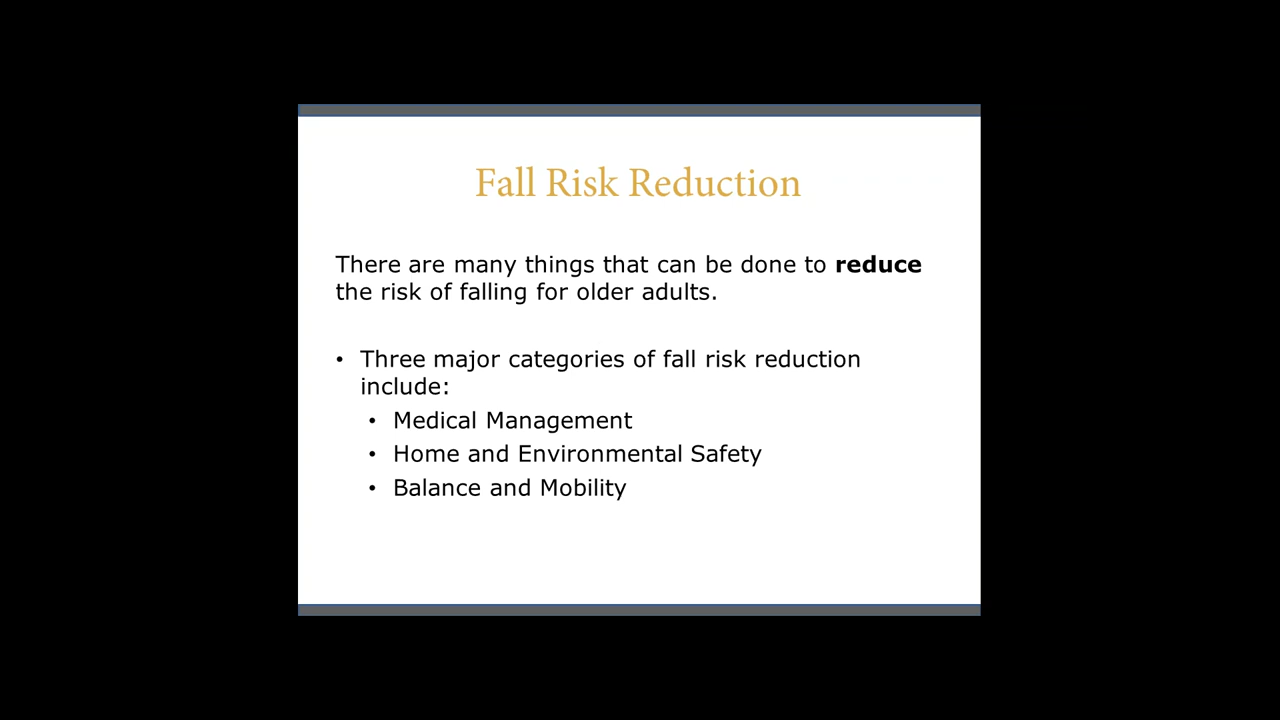 Fall Risk Reduction
There are many things that can be done to reduce
the risk of falling for older adults.
• Three major categories of fall risk reduction
include:
• Medical Management
• Home and Environmental Safety
• Balance and Mobility